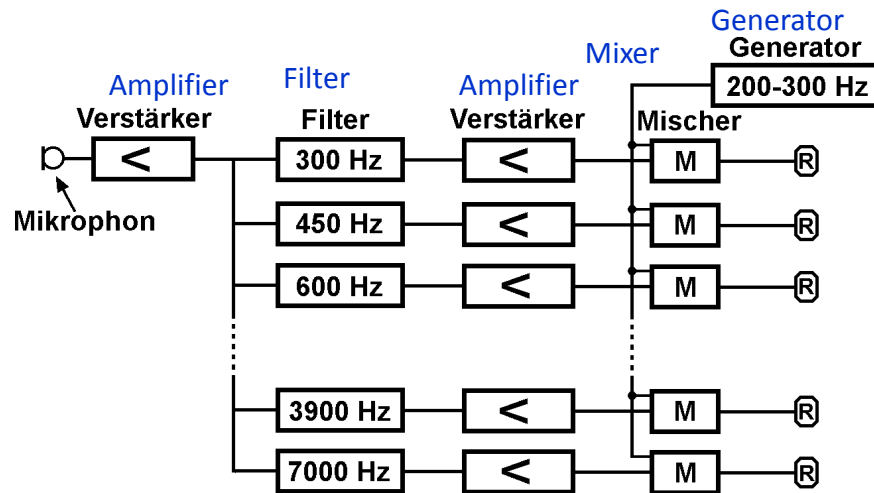 Generator
Mixer
Generator
Amplifier
Filter
Amplifier
200-300 Hz
Verstärker
Filter
Verstärker
Mischer
<
300 Hz
<
M
R
Mikrophon
450 Hz
<
M
R
600 Hz
<
M
R
3900 Hz
<
M
R
7000 Hz
<
M
R